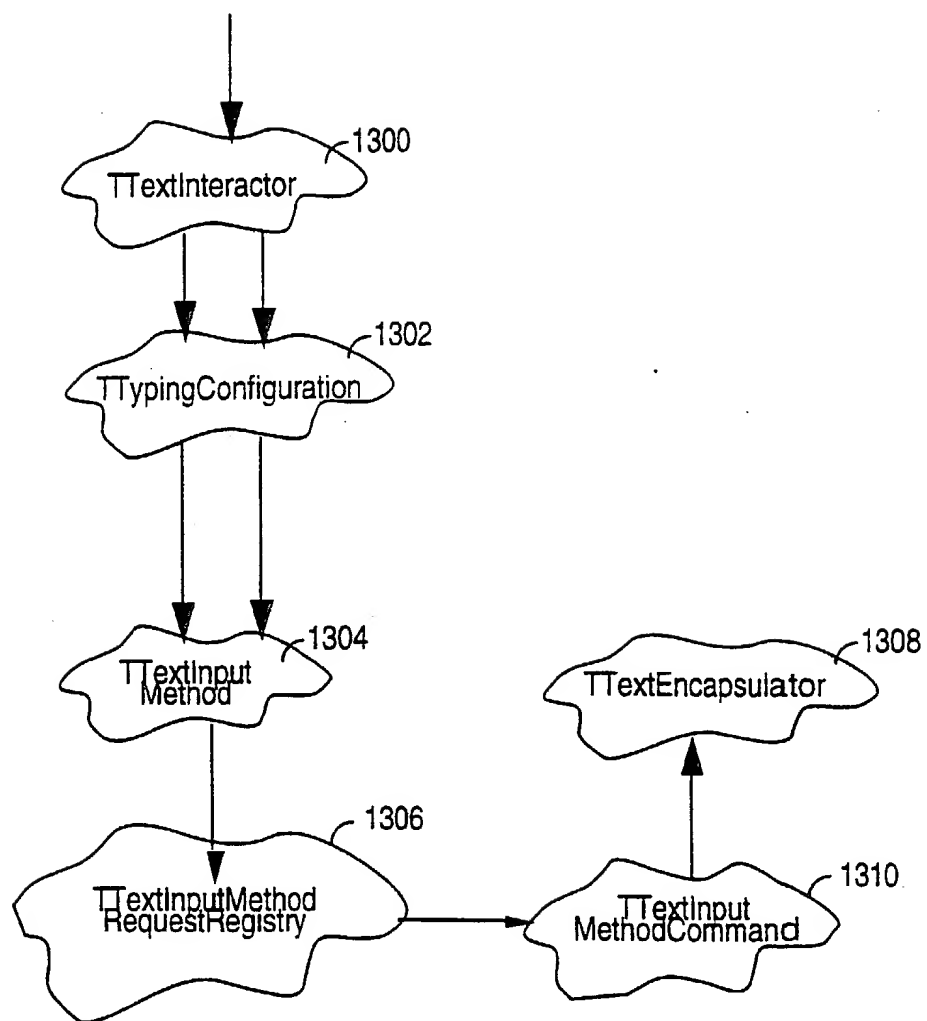 1300
TTextInteractor
1302
TTypingConfiguration
1304
TTextInput
Method
1308
TTextEncapsulator
1306
TTextInputMethod
RequestRegistry
1310
TTextInput
MethodCommand